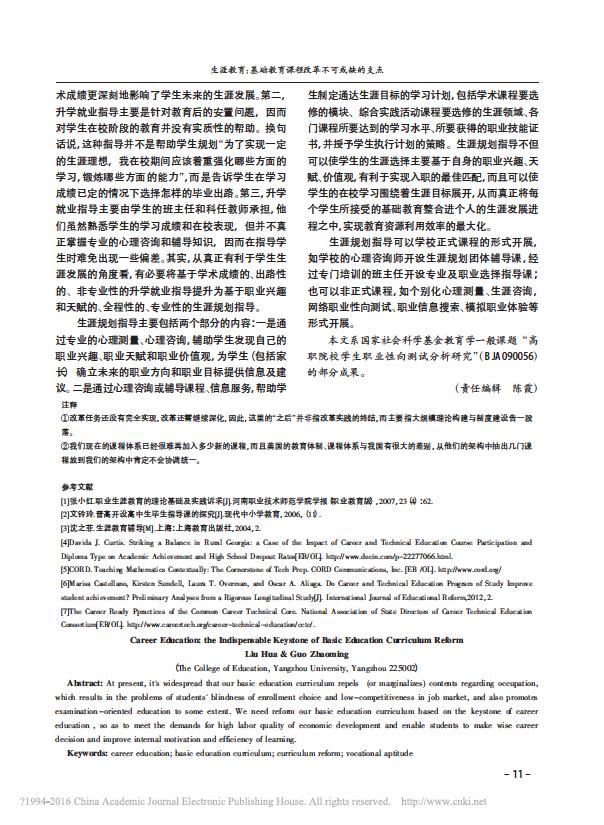 生涯教育:基础教育课程改革不可或缺的支点
术成绩更深刻地影响了学生未来的生涯发展。第二,
升学就业指导主要是针对教育后的安置问题, 因而
对学生在校阶段的教育并没有实质性的帮助。换句
话说,这种指导并不是帮助学生规划“为了实现一定
的生涯理想, 我在校期间应该着重强化哪些方面的
学习,锻炼哪些方面的能力”,而是告诉学生在学习
成绩已定的情况下选择怎样的毕业出路。第三,升学
就业指导主要由学生的班主任和科任教师承担,他
们虽然熟悉学生的学习成绩和在校表现, 但并不真
正掌握专业的心理咨询和辅导知识, 因而在指导学
生时难免出现一些偏差。其实,从真正有利于学生生
涯发展的角度看,有必要将基于学术成绩的、出路性
的、非专业性的升学就业指导提升为基于职业兴趣
和天赋的、全程性的、专业性的生涯规划指导。
生涯规划指导主要包括两个部分的内容:一是通
过专业的心理测量、心理咨询,辅助学生发现自己的
职业兴趣、职业天赋和职业价值观,为学生(包括家
长) 确立未来的职业方向和职业目标提供信息及建
议。二是通过心理咨询或辅导课程、信息服务,帮助学
生制定通达生涯目标的学习计划,包括学术课程要选
修的模块、综合实践活动课程要选修的生涯领域、各
门课程所要达到的学习水平、所要获得的职业技能证
书,并授予学生执行计划的策略。生涯规划指导不但
可以使学生的生涯选择主要基于自身的职业兴趣、天
赋、价值观,有利于实现入职的最佳匹配,而且可以使
学生的在校学习围绕着生涯目标展开,从而真正将每
个学生所接受的基础教育整合进个人的生涯发展进
程之中,实现教育资源利用效率的最大化。
生涯规划指导可以学校正式课程的形式开展,
如学校的心理咨询师开设生涯规划团体辅导课,经
过专门培训的班主任开设专业及职业选择指导课;
也可以非正式课程,如个别化心理测量、生涯咨询,
网络职业性向测试、职业信息搜索、模拟职业体验等
形式开展。
本文系国家社会科学基金教育学一般课题 “高
职院校学生职业性向测试分析研究”(BJA090056)
的部分成果。
(责任编辑 陈霞)
注释
①改革任务还没有完全实现,改革还需继续深化,因此,这里的“之后”并非指改革实践的终结,而主要指大规模理论构建与制度建设告一段
落。
②我们现在的课程体系已经很难再加入多少新的课程,而且美国的教育体制、课程体系与我国有很大的差别,从他们的架构中抽出几门课
程放到我们的架构中肯定不会协调统一。
参考文献
[1]张小红.职业生涯教育的理论基础及实践诉求[J].河南职业技术师范学院学报(职业教育版),2007,23(4):62.
[2]文铃玲.普高开设高中生毕生指导课的探究[J].现代中小学教育,2006,(11).
[3]沈之菲.生涯教育辅导[M].上海:上海教育出版社,2004,2.
[4]Davida J. Curtis. Striking a Balance in Rural Georgia: a Case of the Impact of Career and Technical Education Course Participation and
Diploma Type on Academic Achievement and High School Dropout Rates[EB/OL]. http://www.docin.com/p-22277066.html.
[5]CORD. Teaching Mathematics Contextually: The Cornerstone of Tech Prep. CORD Communications, Inc. [EB /OL]. http://www.cord.org/
[6]Marisa Castellano, Kirsten Sundell, Laura T. Overman, and Oscar A. Aliaga. Do Career and Technical Education Program of Study Improve
student achievement? Preliminary Analyses from a Rigorous Longitudinal Study[J]. International Journal of Educational Reform,2012, 2.
[7]The Career Ready Ppractices of the Common Career Technical Core. National Association of State Directors of Career Technical Education
Consortium[EB/OL]. http://www.careertech.org/career-technical-education/cctc/.
Career Education: the Indispensable Keystone of Basic Education Curriculum Reform
Liu Hua & Guo Zhaoming
(The College of Education, Yangzhou University, Yangzhou 225002)
Abstract: At present, it's widespread that our basic education curriculum repels (or marginalizes) contents regarding occupation,
which results in the problems of students' blindness of enrollment choice and low-competitiveness in job market, and also promotes
examination-oriented education to some extent. We need reform our basic education curriculum based on the keystone of career
education , so as to meet the demands for high labor quality of economic development and enable students to make wise career
decision and improve internal motivation and efficiency of learning.
Keywords: career education; basic education curriculum; curriculum reform; vocational aptitude
- 11 -
?1994-2016 China Academic Journal Electronic Publishing House. All rights reserved. http://www.cnki.net